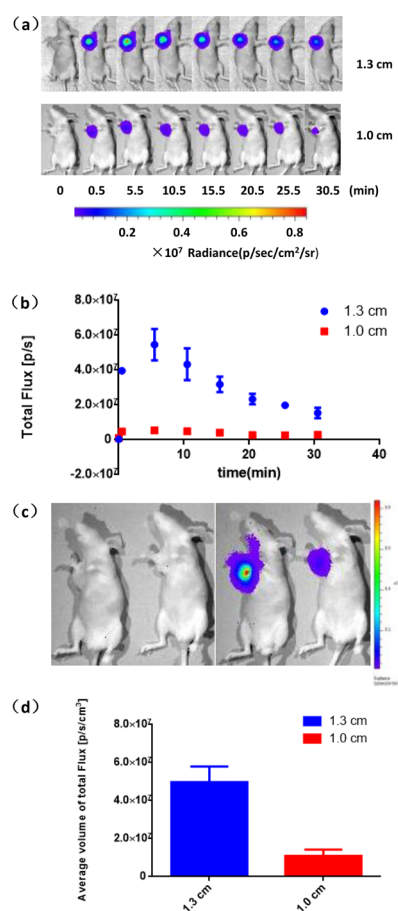 (a)
1.3 cm
1.0 cm
0 0.5 5.5 10.5 15.5 20.5 25.5 30.5 (min)
0.2 0.4 0.6 0.8
×10⁷ Radiance(p/sec/cm²/sr)
(b)
8.0×10⁷
6.0×10⁷
4.0×10⁷
2.0×10⁷
0
-2.0×10⁷
Total Flux [p/s]
1.3 cm
1.0 cm
10 20 30 40
time(min)
(c)
(d)
8.0×10⁷
6.0×10⁷
4.0×10⁷
2.0×10⁷
0
Average volume of total Flux [p/s/cm³]
1.3 cm
1.0 cm
1.3 cm
1.0 cm